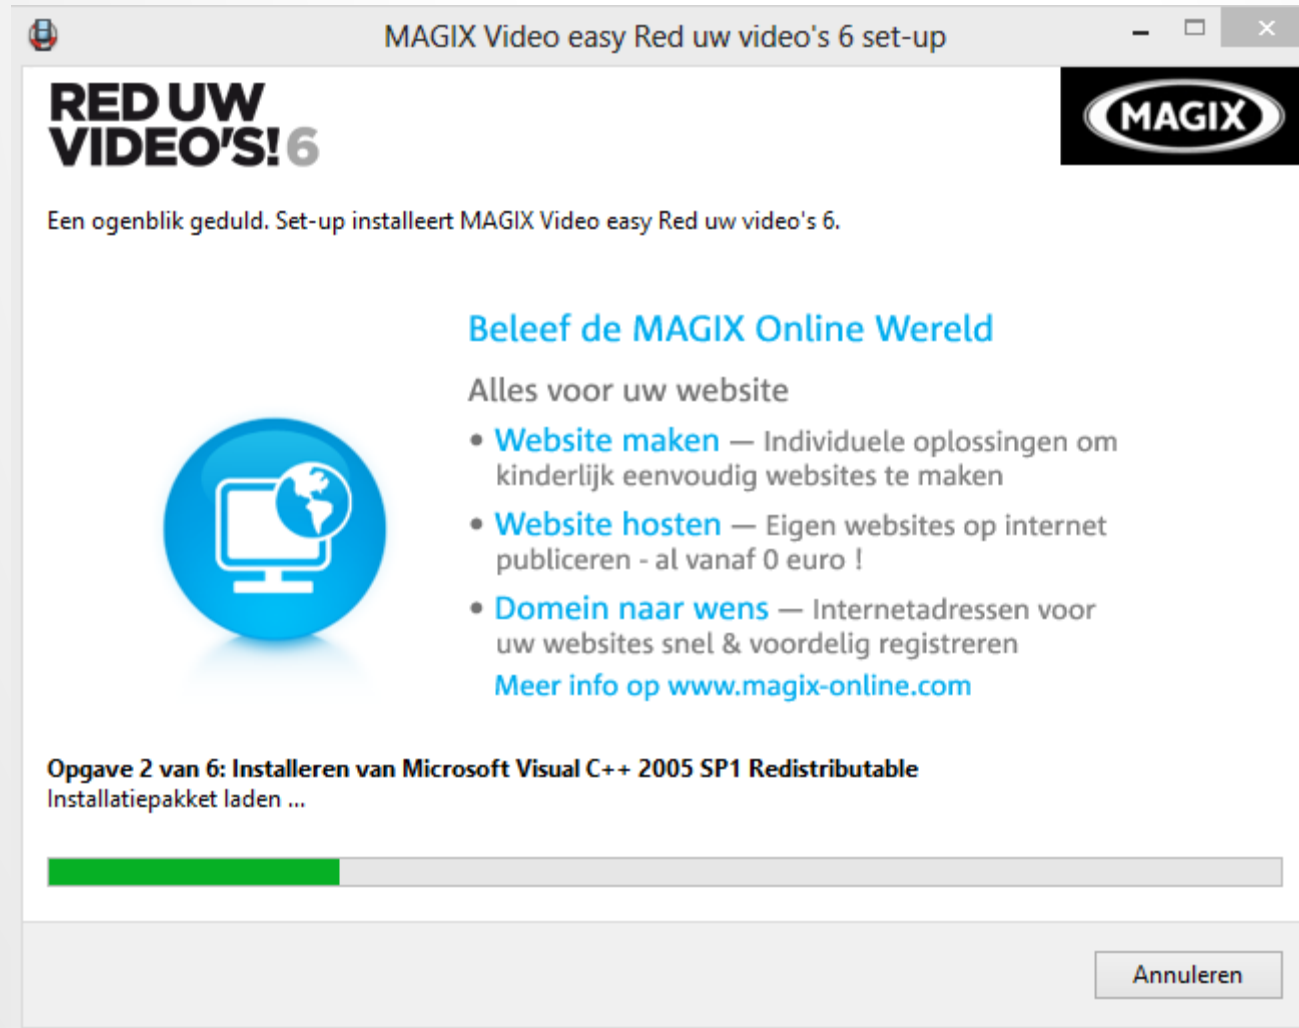 MAGIX Video easy Red uw video's 6 set-up
RED UW
VIDEO'S! 6
MAGIX
Een ogenblik geduld. Set-up installeert MAGIX Video easy Red uw video's 6.
Beleef de MAGIX Online Wereld
Alles voor uw website
• Website maken — Individuele oplossingen om
kinderlijk eenvoudig websites te maken
• Website hosten — Eigen websites op internet
publiceren - al vanaf 0 euro !
• Domein naar wens — Internetadressen voor
uw websites snel & voordelig registreren
Meer info op www.magix-online.com
Opgave 2 van 6: Installeren van Microsoft Visual C++ 2005 SP1 Redistributable
Installatiepakket laden ...
Annuleren